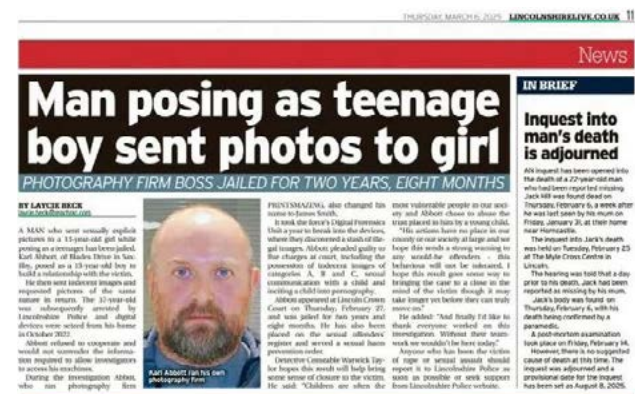 THURSDAY, MARCH 6, 2025 LINCOLNSHIRELIVE.CO.UK 11
News
Man posing as teenage
boy sent photos to girl
PHOTOGRAPHY FIRM BOSS JAILED FOR TWO YEARS, EIGHT MONTHS
BY LAYCIE BECK
A MAN who sent sexually explicit
pictures to a 13-year-old girl while
posing as a teenager has been jailed.
Karl Abbott, of Blades Drive in
posed as a 15-year-old boy to
build a relationship with the victim.
He then sent indecent images and
requested pictures of the same
nature in return. The 37-year-old
was subsequently arrested by
Lincolnshire Police and digital
devices were seized from his home
in October 2022.
Abbott refused to cooperate and
would not surrender the informa-
tion required to allow investigators
to access his machines.
During the investigation Abbott,
who ran photography firm
Karl Abbott ran his own
photography firm
PRINTSMAZING, also changed his
name to James Smith.
It took the force's Digital Forensics
Unit a year to break into the devices,
where they discovered a stash of ille-
gal images. Abbott pleaded guilty to
five charges at court, including the
possession of indecent images of
categories A, B and C, sexual
communication with a child and
inciting a child into pornography.
Abbott appeared at Lincoln Crown
Court on Thursday, February 27,
and was jailed for two years and
eight months. He has also been
placed on the sexual offenders'
register and served a sexual harm
prevention order.
Detective Constable Warwick Tay-
lor hopes this result will help bring
some sense of closure to the victim.
He said: "Children are often the
most vulnerable people in our soci-
ety and Abbott chose to abuse the
trust placed in him by a young child.
"His actions have no place in our
county or our society at large and we
hope this sends a strong warning to
any would-be offenders - this
behaviour will not be tolerated. I
hope this result goes some way to
bringing the case to a close in the
mind of the victim though it may
take longer yet before they can truly
move on."
He added: "And finally I'd like to
thank everyone worked on this
investigation. Without their team-
work we wouldn't be here today."
Anyone who has been the victim
of rape or sexual assault should
report it to Lincolnshire Police as
soon as possible or seek support
from Lincolnshire Police website.
IN BRIEF
Inquest into
man's death
is adjourned
AN inquest has been opened into
the death of a 22-year-old man
who had been reported missing.
Jack Hill was found dead on
Thursday, February 6, a week after
he was last seen by his mum on
Friday, January 31, at their home
near Horncastle.
The inquest into Jack's death
was held on Tuesday, February 25
at The Myle Cross Centre in
Lincoln.
The hearing was told that a day
prior to his death, Jack had been
reported as missing by his mum.
Jack's body was found on
Thursday, February 6, with his
death being confirmed by a
paramedic.
A post-mortem examination
took place on Friday, February 14.
However, there is no suggested
cause of death at this time. The
inquest was adjourned and a
provisional date for the inquest
has been set as August 8, 2025.